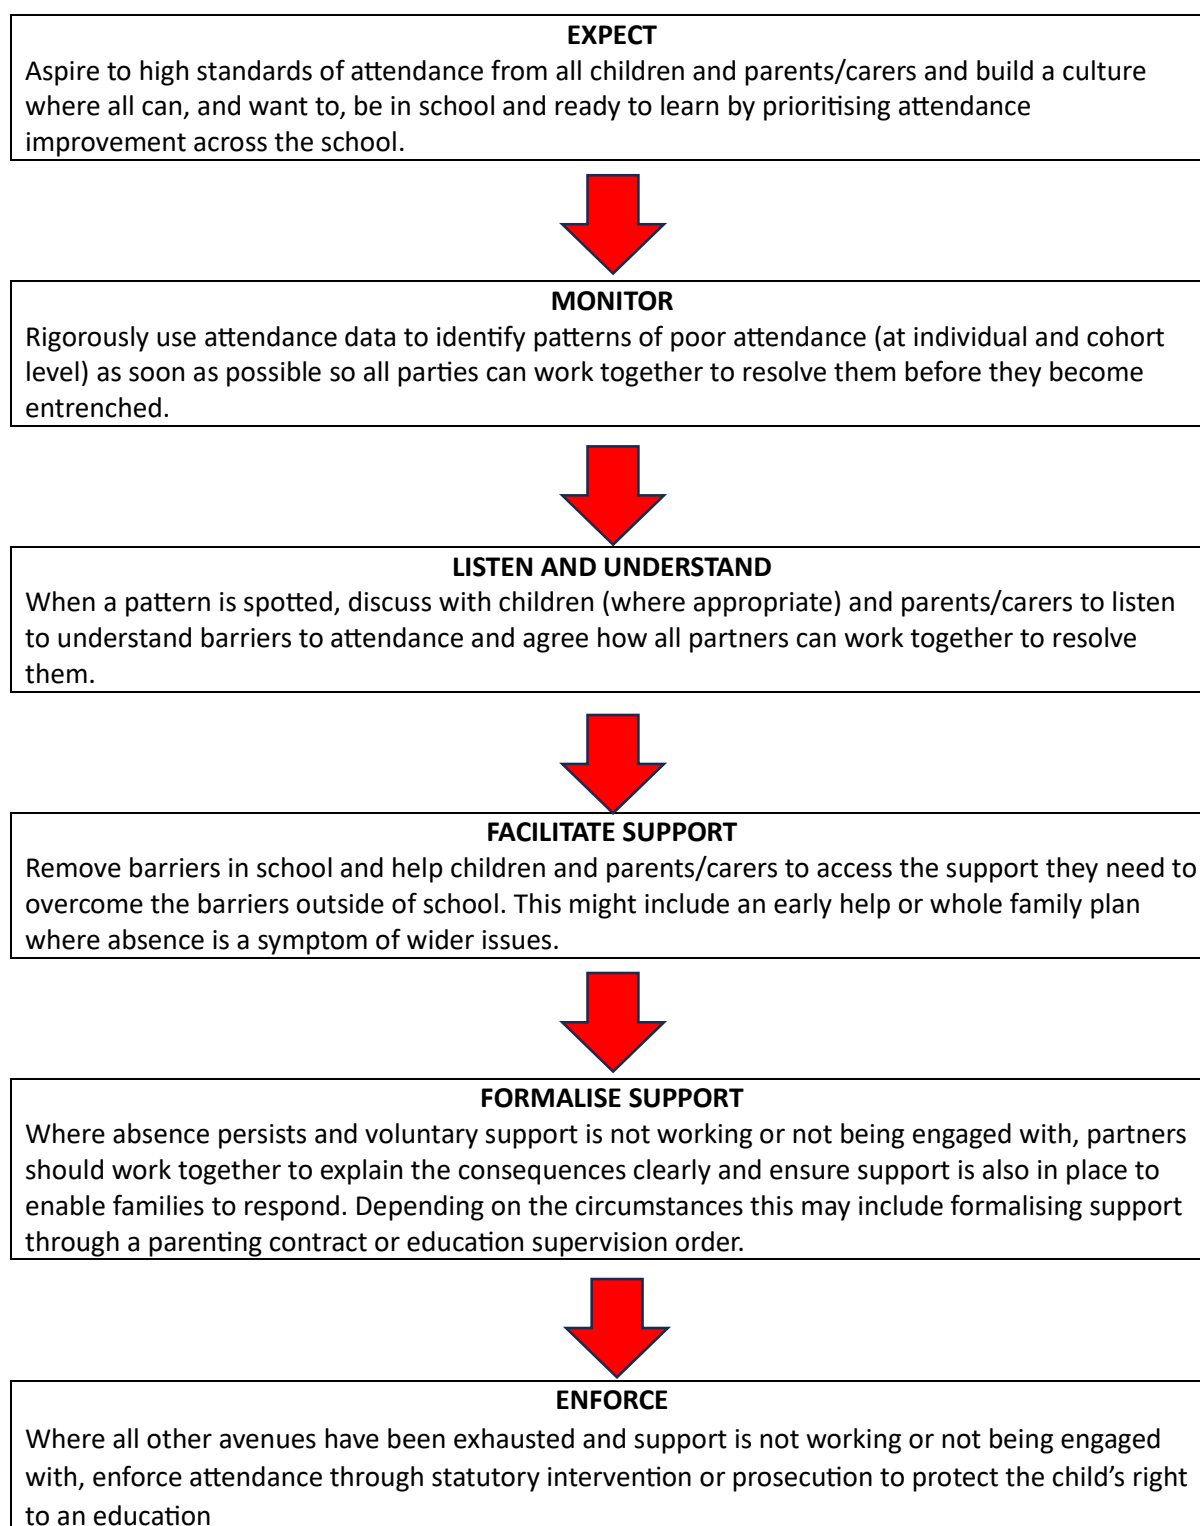 EXPECT
Aspire to high standards of attendance from all children and parents/carers and build a culture
where all can, and want to, be in school and ready to learn by prioritising attendance
improvement across the school.
MONITOR
Rigorously use attendance data to identify patterns of poor attendance (at individual and cohort
level) as soon as possible so all parties can work together to resolve them before they become
entrenched.
LISTEN AND UNDERSTAND
When a pattern is spotted, discuss with children (where appropriate) and parents/carers to listen
to understand barriers to attendance and agree how all partners can work together to resolve
them.
FACILITATE SUPPORT
Remove barriers in school and help children and parents/carers to access the support they need to
overcome the barriers outside of school. This might include an early help or whole family plan
where absence is a symptom of wider issues.
FORMALISE SUPPORT
Where absence persists and voluntary support is not working or not being engaged with, partners
should work together to explain the consequences clearly and ensure support is also in place to
enable families to respond. Depending on the circumstances this may include formalising support
through a parenting contract or education supervision order.
ENFORCE
Where all other avenues have been exhausted and support is not working or not being engaged
with, enforce attendance through statutory intervention or prosecution to protect the child’s right
to an education